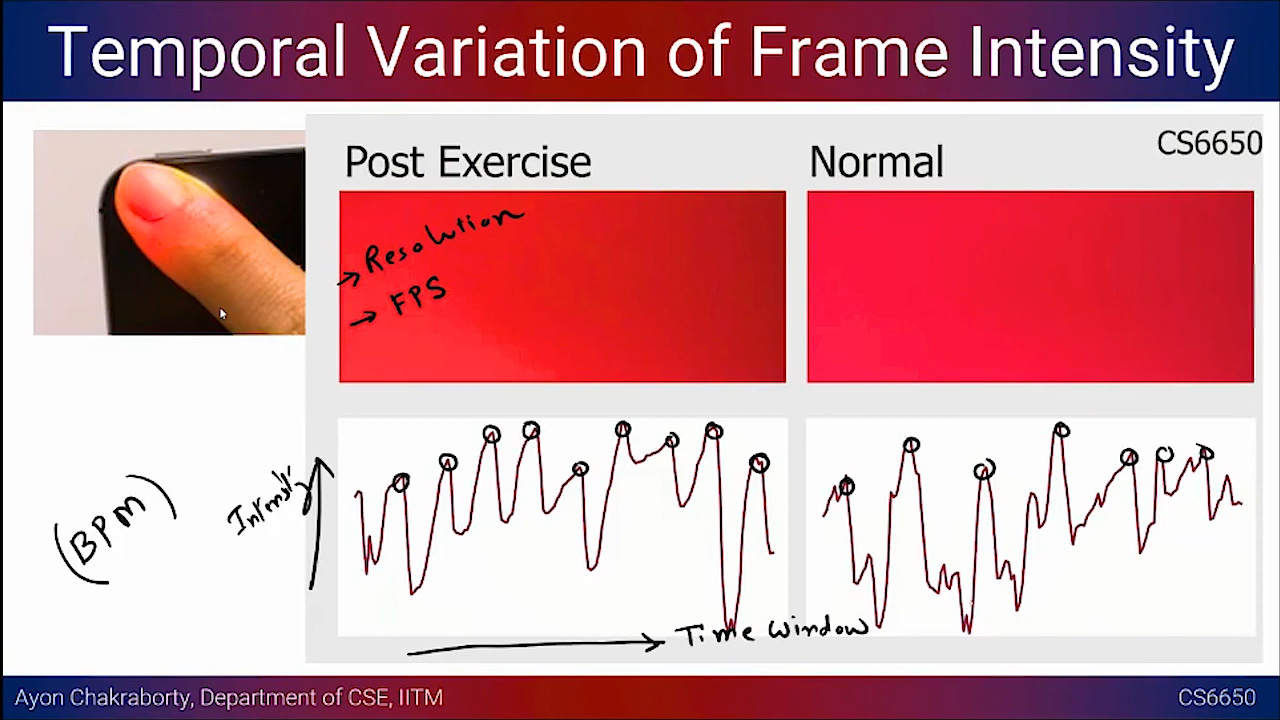 Temporal Variation of Frame Intensity
CS6650
Post Exercise
Normal
→ Resolution
→ FPS
Intensity
(BPM)
Time Window
Ayon Chakraborty, Department of CSE, IITM
CS6650